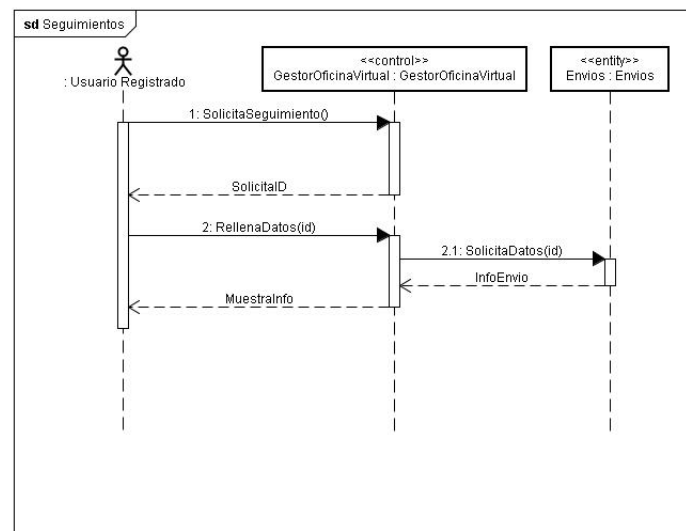 sd Seguimientos
: Usuario Registrado
<<control>>
GestorOficinaVirtual : GestorOficinaVirtual
<<entity>>
Envios : Envios
1: SolicitaSeguimiento()
SolicitaID
2: RellenaDatos(id)
2.1: SolicitaDatos(id)
InfoEnvio
MuestraInfo